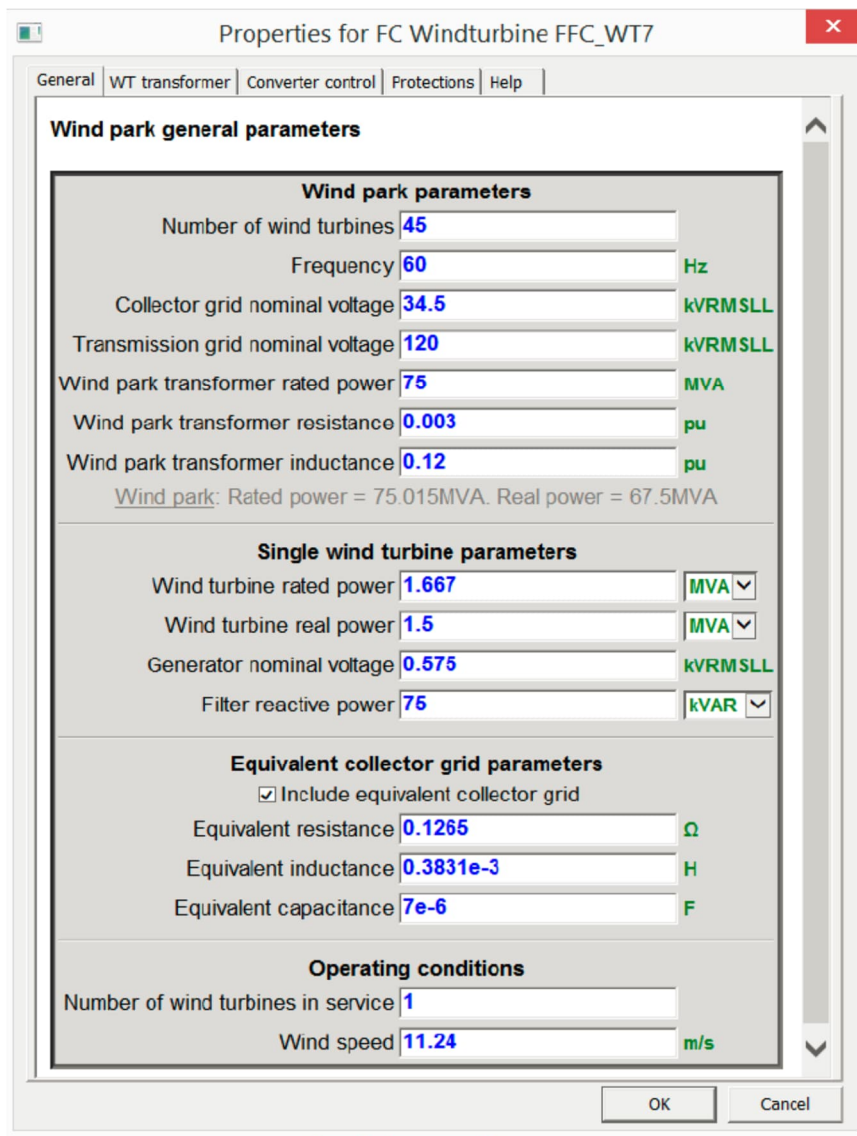 Properties for FC Windturbine FFC_WT7
General WT transformer Converter control Protections Help
Wind park general parameters
Wind park parameters
Number of wind turbines 45
Frequency 60 Hz
Collector grid nominal voltage 34.5 kVRMSLL
Transmission grid nominal voltage 120 kVRMSLL
Wind park transformer rated power 75 MVA
Wind park transformer resistance 0.003 pu
Wind park transformer inductance 0.12 pu
Wind park: Rated power = 75.015MVA. Real power = 67.5MVA
Single wind turbine parameters
Wind turbine rated power 1.667 MVA
Wind turbine real power 1.5 MVA
Generator nominal voltage 0.575 kVRMSLL
Filter reactive power 75 kVAR
Equivalent collector grid parameters
Include equivalent collector grid
Equivalent resistance 0.1265 Ω
Equivalent inductance 0.3831e-3 H
Equivalent capacitance 7e-6 F
Operating conditions
Number of wind turbines in service 1
Wind speed 11.24 m/s
OK Cancel